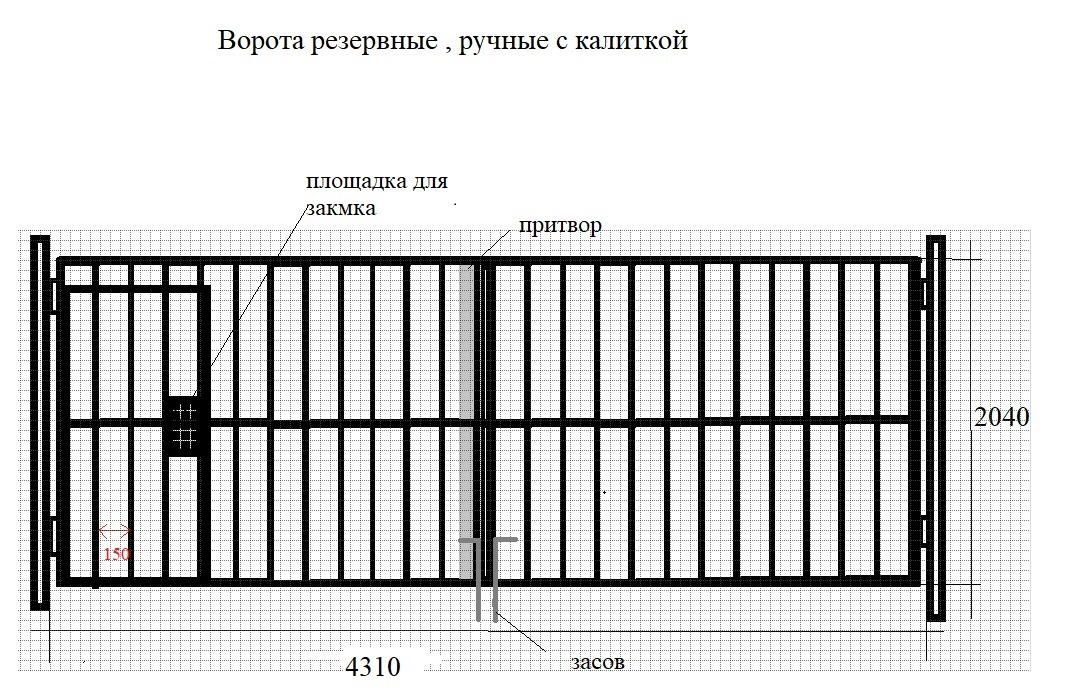 Ворота резервные , ручные с калиткой
площадка для
закмка
притвор
2040
150
4310
засов